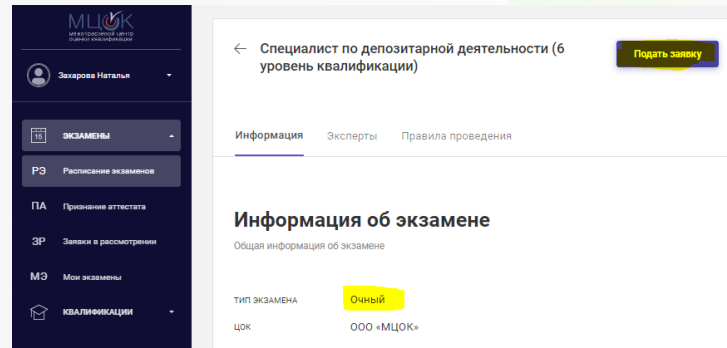 МЦОК
межотраслевой центр
оценки квалификации
Захарова Наталья
15
ЭКЗАМЕНЫ
РЭ Расписание экзаменов
ПА Признание аттестата
ЗР Заявки в рассмотрении
МЭ Мои экзамены
КВАЛИФИКАЦИИ
← Специалист по депозитарной деятельности (6
уровень квалификации)
Подать заявку
Информация Эксперты Правила проведения
Информация об экзамене
Общая информация об экзамене
ТИП ЭКЗАМЕНА Очный
ЦОК ООО «МЦОК»